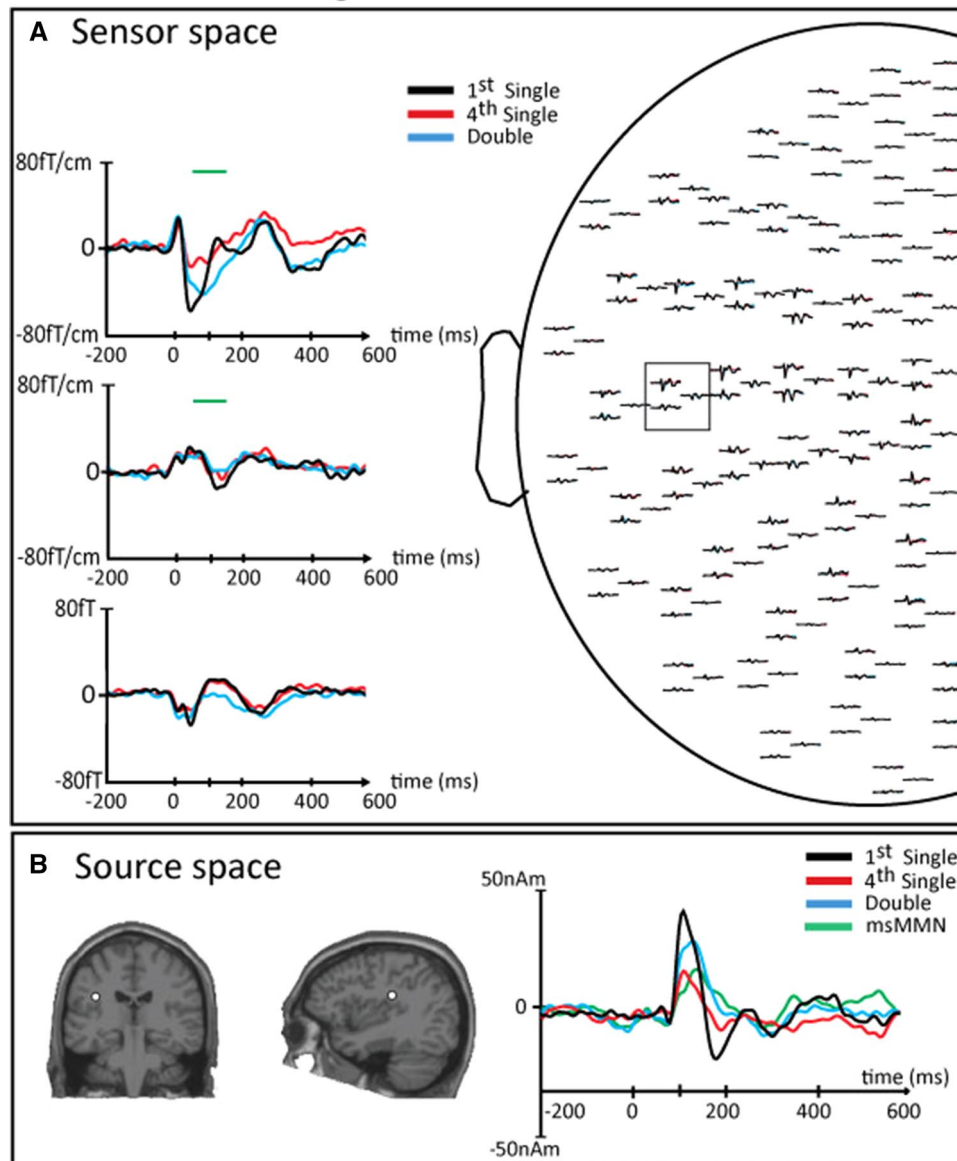 A Sensor space
1st Single
4th Single
Double
80fT/cm
0
-80fT/cm
time (ms)
-200 0 200 400 600
80fT/cm
0
-80fT/cm
time (ms)
-200 0 200 400 600
80fT
0
-80fT
time (ms)
-200 0 200 400 600
B Source space
1st Single
4th Single
Double
msMMN
50nAm
0
time (ms)
-200 0 200 400 600
-50nAm